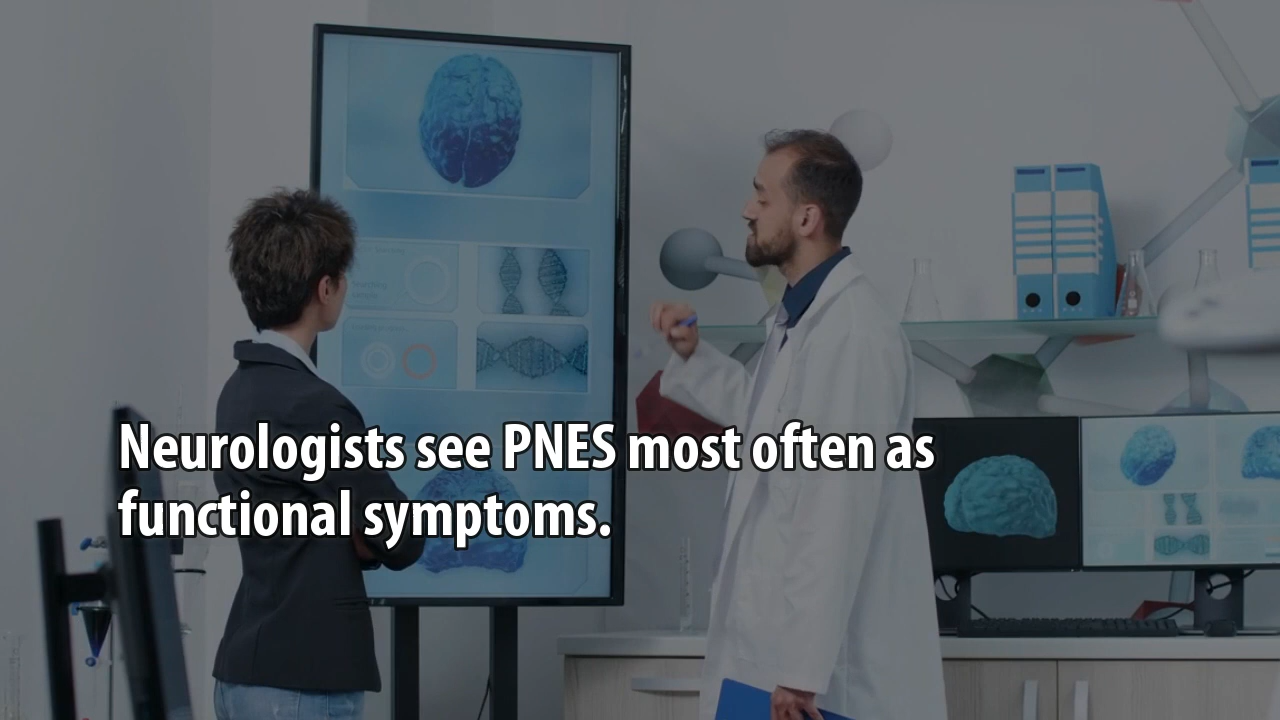 Neurologists see PNES most often as
functional symptoms.